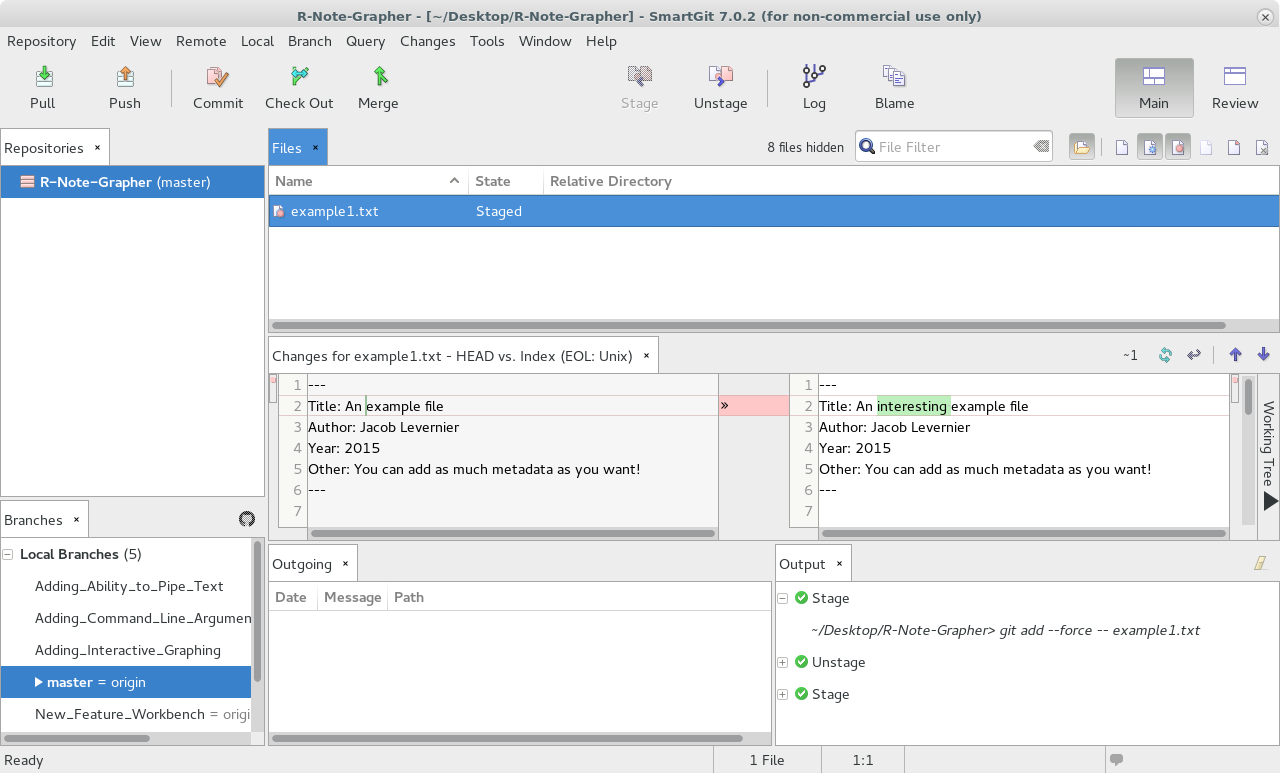 R-Note-Grapher - [~/Desktop/R-Note-Grapher] - SmartGit 7.0.2 (for non-commercial use only)
Repository Edit View Remote Local Branch Query Changes Tools Window Help
Pull Push Commit Check Out Merge Stage Unstage Log Blame Main Review
Repositories
R-Note-Grapher (master)
Files
8 files hidden
File Filter
Name State Relative Directory
example1.txt Staged
Changes for example1.txt - HEAD vs. Index (EOL: Unix)
~1
1 ---
2 Title: An example file
3 Author: Jacob Levernier
4 Year: 2015
5 Other: You can add as much metadata as you want!
6 ---
7
»
1 ---
2 Title: An interesting example file
3 Author: Jacob Levernier
4 Year: 2015
5 Other: You can add as much metadata as you want!
6 ---
7
Working Tree
Branches
Local Branches (5)
Adding_Ability_to_Pipe_Text
Adding_Command_Line_Argumen
Adding_Interactive_Graphing
master = origin
New_Feature_Workbench = origi
Outgoing
Date Message Path
Output
Stage
~/Desktop/R-Note-Grapher> git add --force -- example1.txt
Unstage
Stage
Ready
1 File
1:1